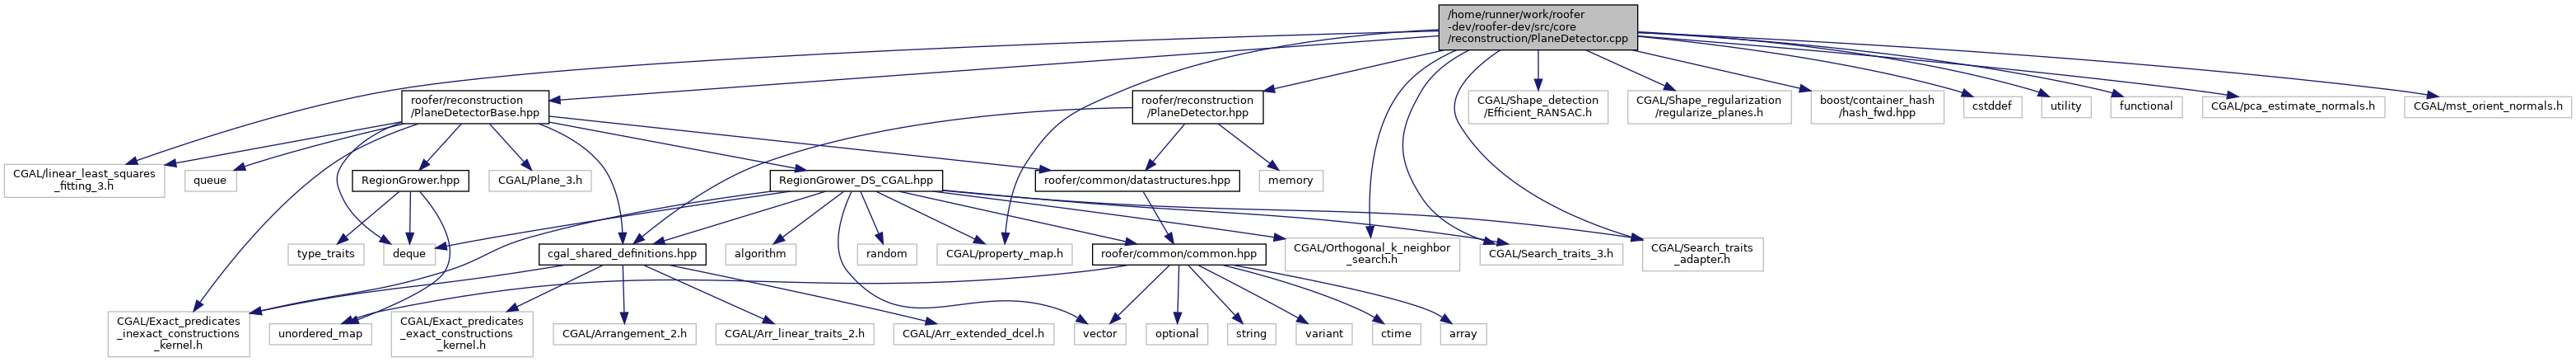 /home/runner/work/roofer
-dev/roofer-dev/src/core
/reconstruction/PlaneDetector.cpp
roofer/reconstruction
/PlaneDetectorBase.hpp
roofer/reconstruction
/PlaneDetector.hpp
CGAL/Shape_detection
/Efficient_RANSAC.h
CGAL/Shape_regularization
/regularize_planes.h
boost/container_hash
/hash_fwd.hpp
cstddef
utility
functional
CGAL/pca_estimate_normals.h
CGAL/mst_orient_normals.h
CGAL/linear_least_squares
_fitting_3.h
queue
RegionGrower.hpp
CGAL/Plane_3.h
RegionGrower_DS_CGAL.hpp
roofer/common/datastructures.hpp
memory
type_traits
deque
cgal_shared_definitions.hpp
algorithm
random
CGAL/property_map.h
roofer/common/common.hpp
CGAL/Orthogonal_k_neighbor
_search.h
CGAL/Search_traits_3.h
CGAL/Search_traits
_adapter.h
CGAL/Exact_predicates
_inexact_constructions
_kernel.h
unordered_map
CGAL/Exact_predicates
_exact_constructions
_kernel.h
CGAL/Arrangement_2.h
CGAL/Arr_linear_traits_2.h
CGAL/Arr_extended_dcel.h
vector
optional
string
variant
ctime
array